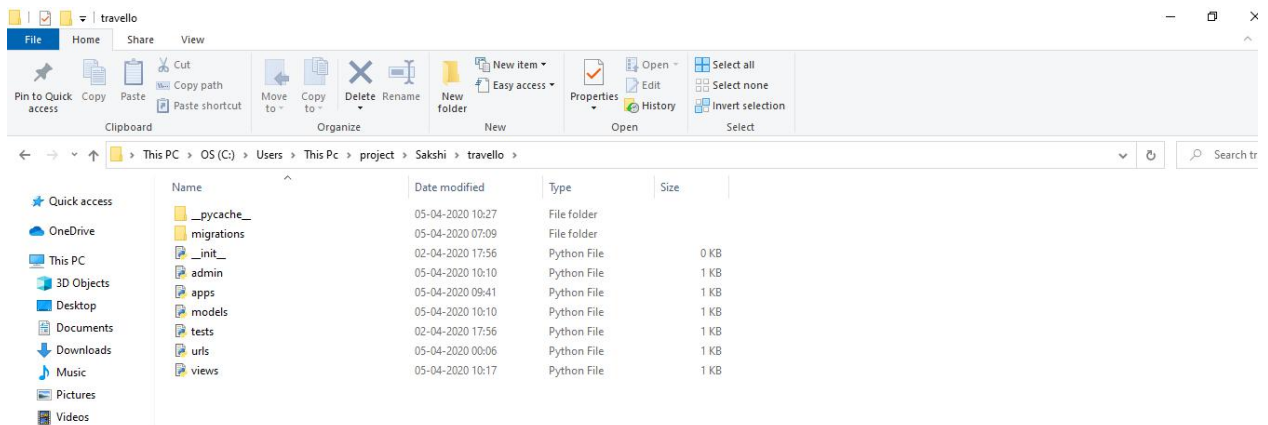 travello
File Home Share View
Pin to Quick access
Copy
Paste
Cut
Copy path
Paste shortcut
Clipboard
Move to
Copy to
Delete
Rename
Organize
New folder
New item
Easy access
New
Properties
Open
Edit
History
Open
Select all
Select none
Invert selection
Select
This PC > OS (C:) > Users > This Pc > project > Sakshi > travello >
Search tr
Quick access
OneDrive
This PC
3D Objects
Desktop
Documents
Downloads
Music
Pictures
Videos
Name Date modified Type Size
__pycache__ 05-04-2020 10:27 File folder
migrations 05-04-2020 07:09 File folder
__init__ 02-04-2020 17:56 Python File 0 KB
admin 05-04-2020 10:10 Python File 1 KB
apps 05-04-2020 09:41 Python File 1 KB
models 05-04-2020 10:10 Python File 1 KB
tests 02-04-2020 17:56 Python File 1 KB
urls 05-04-2020 00:06 Python File 1 KB
views 05-04-2020 10:17 Python File 1 KB